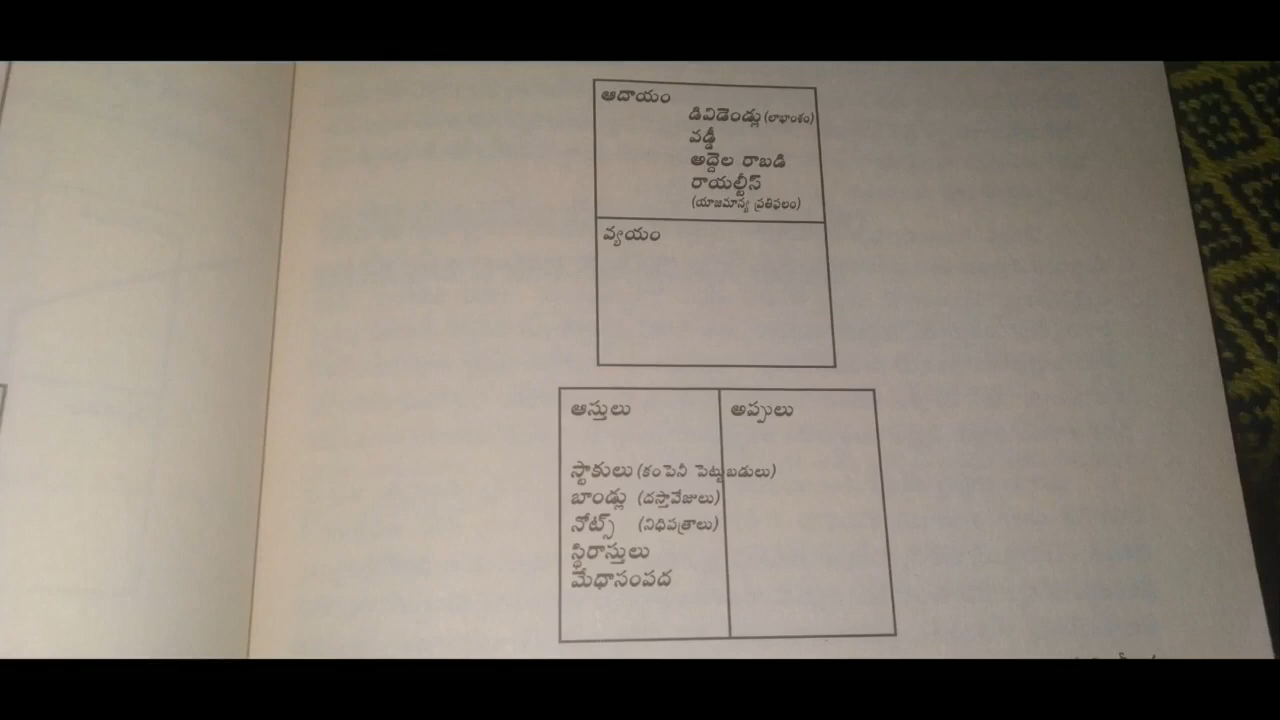 ఆదాయం
డివిడెండ్లు (లాభాంశం)
వడ్డీ
అద్దెల రాబడి
రాయల్టీస్
(యాజమాన్య ప్రతిఫలం)
వ్యయం
ఆస్తులు
అప్పులు
స్టాకులు (కంపెనీ పెట్టుబడులు)
బాండ్లు (దస్తావేజులు)
నోట్స్ (నిధిపత్రాలు)
స్థిరాస్తులు
మేధాసంపద